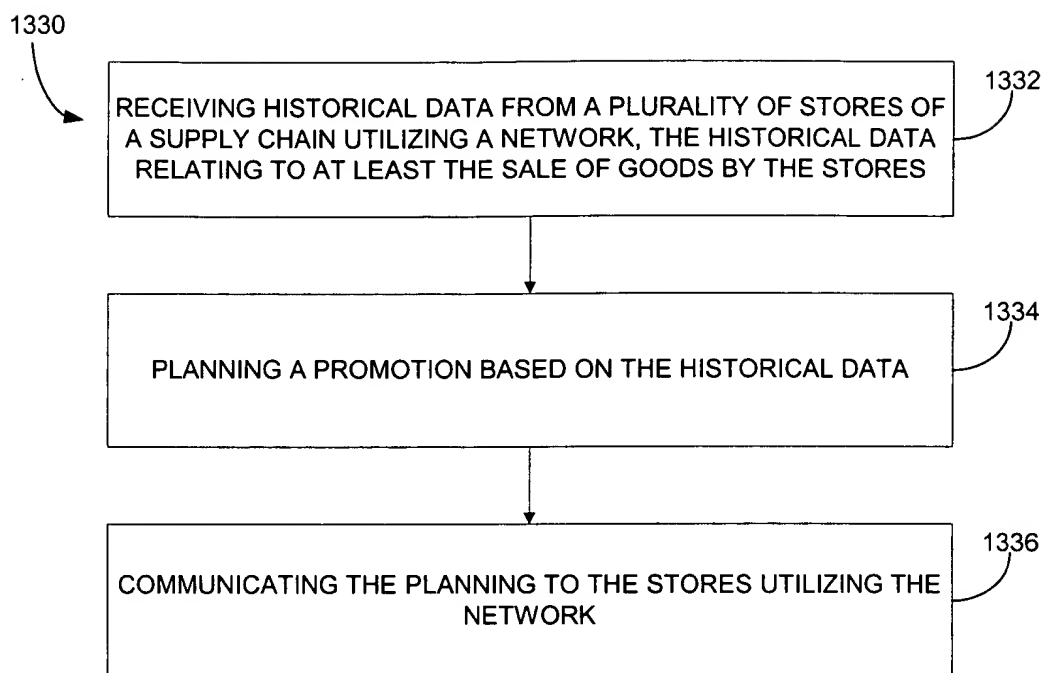 1330
1332
RECEIVING HISTORICAL DATA FROM A PLURALITY OF STORES OF
A SUPPLY CHAIN UTILIZING A NETWORK, THE HISTORICAL DATA
RELATING TO AT LEAST THE SALE OF GOODS BY THE STORES
1334
PLANNING A PROMOTION BASED ON THE HISTORICAL DATA
1336
COMMUNICATING THE PLANNING TO THE STORES UTILIZING THE
NETWORK